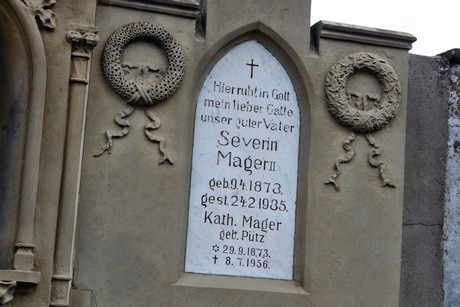 Hier ruht in Gott
mein lieber Gatte
unser guter Vater
Severin
Mager II
geb. 9.4.1873.
gest. 24.2.1935.
Kath. Mager
geb. Pütz
✡ 29.9.1873.
† 8.7.1956.